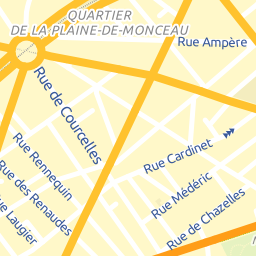 QUARTIER
DE LA PLAINE-DE-MONCEAU
Rue Ampère
Rue de Courcelles
Rue Cardinet
Rue Rennequin
Rue Médéric
Rue des Renaudes
Rue de Chazelles
Laugier